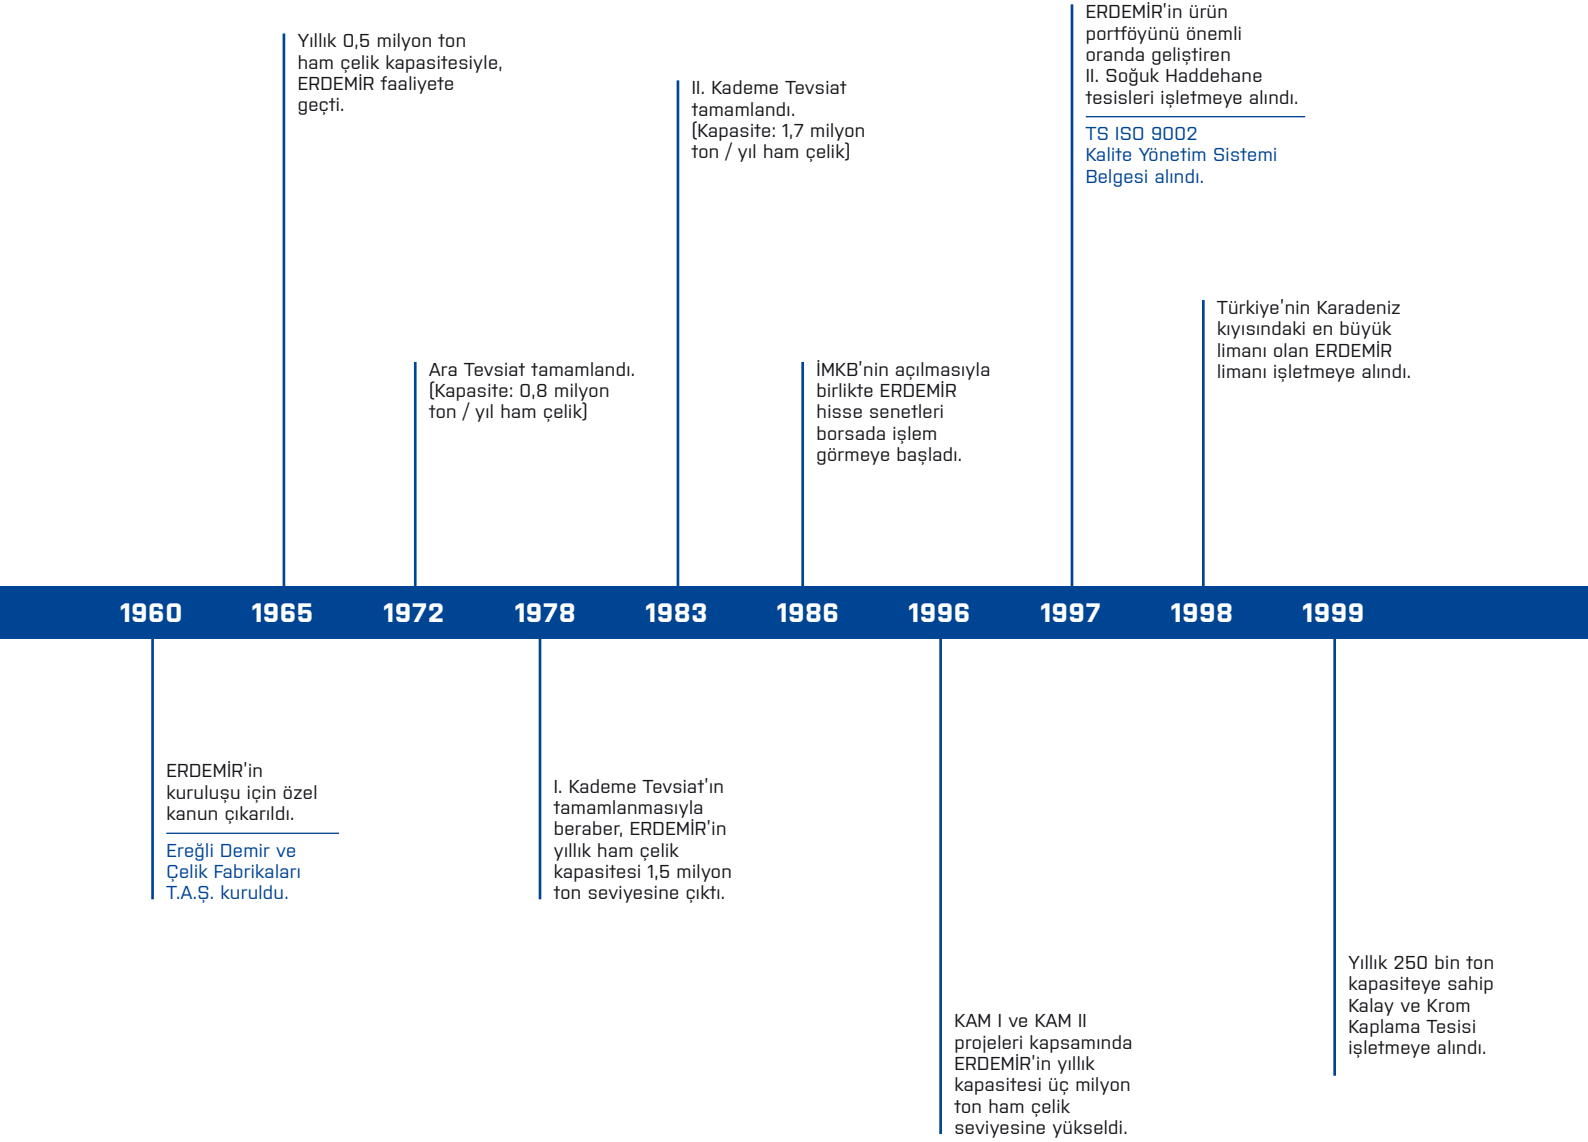 ERDEMİR’in ürün
portföyünü önemli
oranda geliştiren
II. Soğuk Haddehane
tesisleri işletmeye alındı.
TS ISO 9002
Kalite Yönetim Sistemi
Belgesi alındı.
Yıllık 0,5 milyon ton
ham çelik kapasitesiyle,
ERDEMİR faaliyete
geçti.
II. Kademe Tevsiat
tamamlandı.
(Kapasite: 1,7 milyon
ton / yıl ham çelik)
Türkiye’nin Karadeniz
kıyısındaki en büyük
limanı olan ERDEMİR
limanı işletmeye alındı.
Ara Tevsiat tamamlandı.
(Kapasite: 0,8 milyon
ton / yıl ham çelik)
İMKB’nin açılmasıyla
birlikte ERDEMİR
hisse senetleri
borsada işlem
görmeye başladı.
1960 1965 1972 1978 1983 1986 1996 1997 1998 1999
ERDEMİR’in
kuruluşu için özel
kanun çıkarıldı.
Ereğli Demir ve
Çelik Fabrikaları
T.A.Ş. kuruldu.
I. Kademe Tevsiat’ın
tamamlanmasıyla
beraber, ERDEMİR’in
yıllık ham çelik
kapasitesi 1,5 milyon
ton seviyesine çıktı.
KAM I ve KAM II
projeleri kapsamında
ERDEMİR’in yıllık
kapasitesi üç milyon
ton ham çelik
seviyesine yükseldi.
Yıllık 250 bin ton
kapasiteye sahip
Kalay ve Krom
Kaplama Tesisi
işletmeye alındı.